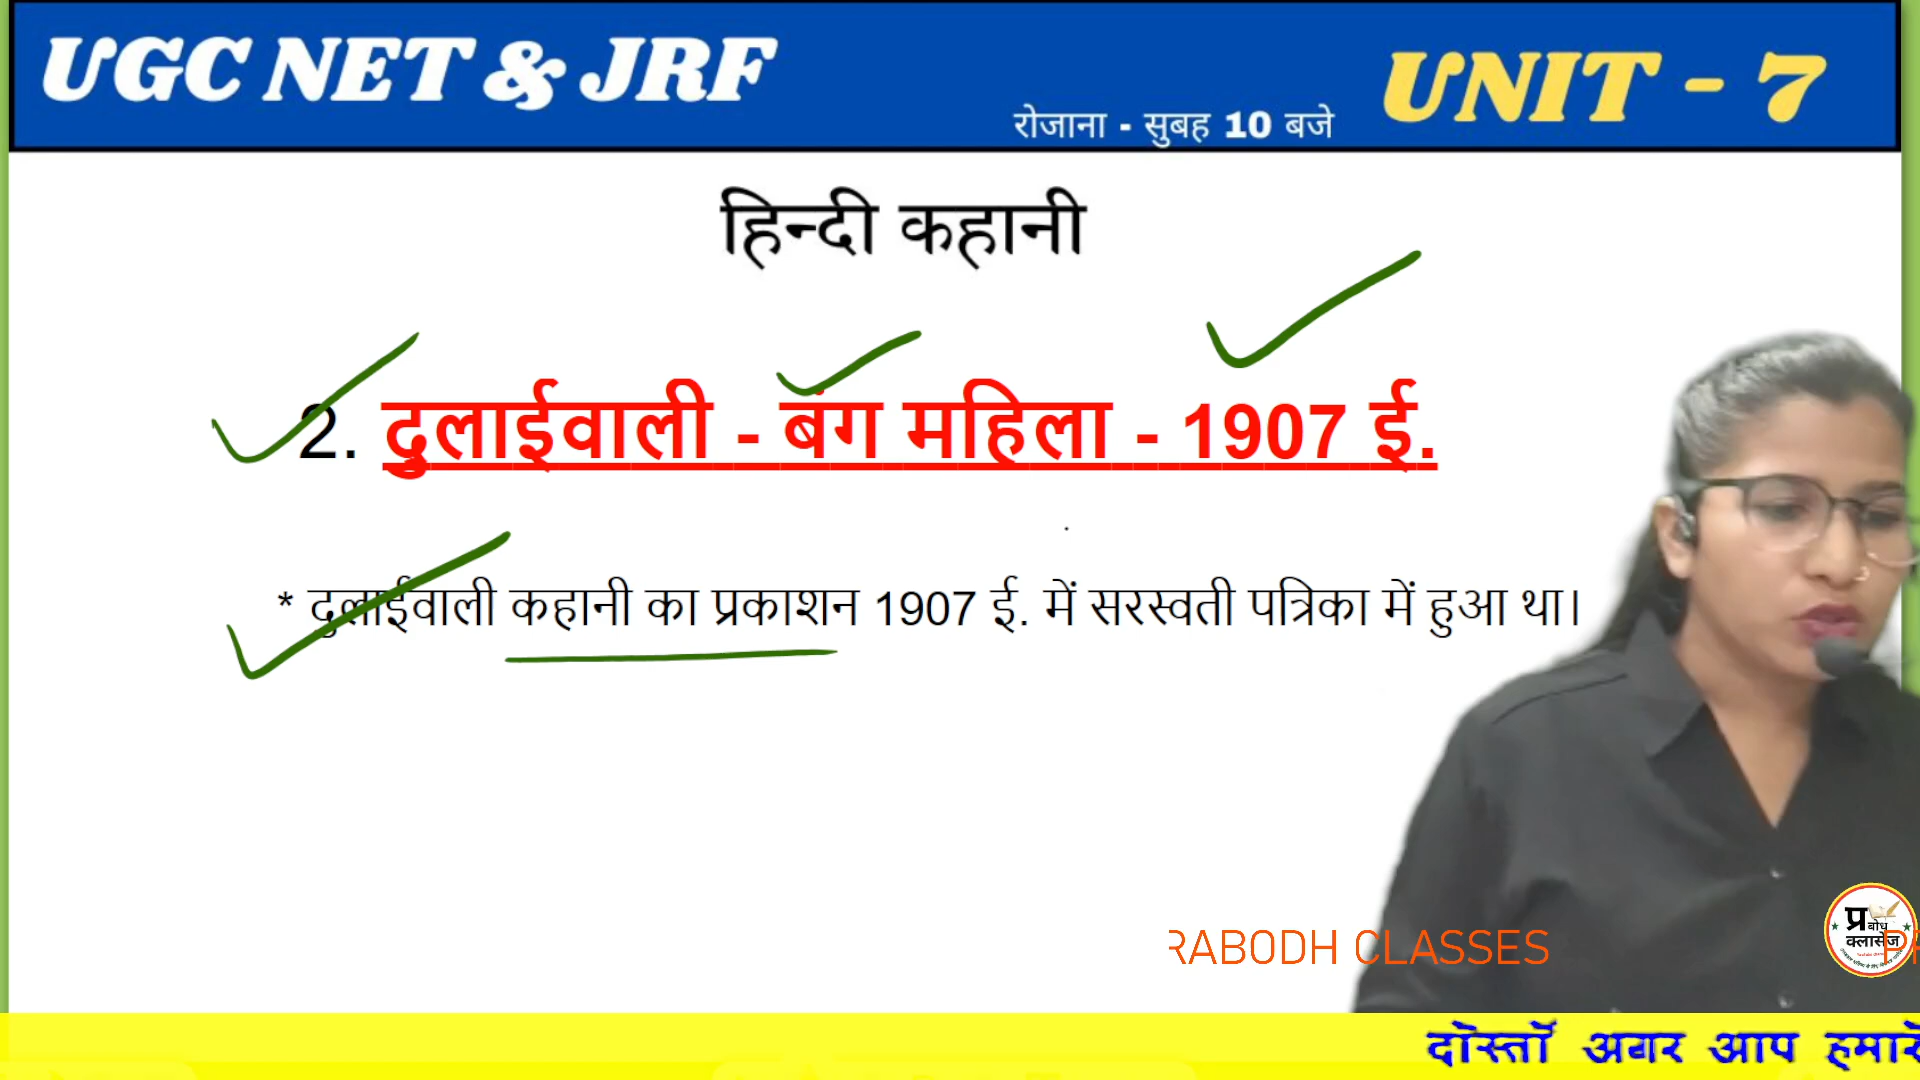 UGC NET & JRF
रोजाना - सुबह 10 बजे
UNIT - 7
हिन्दी कहानी
2. दुलाईवाली - बंग महिला - 1907 ई.
* दुलाईवाली कहानी का प्रकाशन 1907 ई. में सरस्वती पत्रिका में हुआ था।
RABODH CLASSES
प्रबोध
क्लासेज
दोस्तों अगर आप हमारे